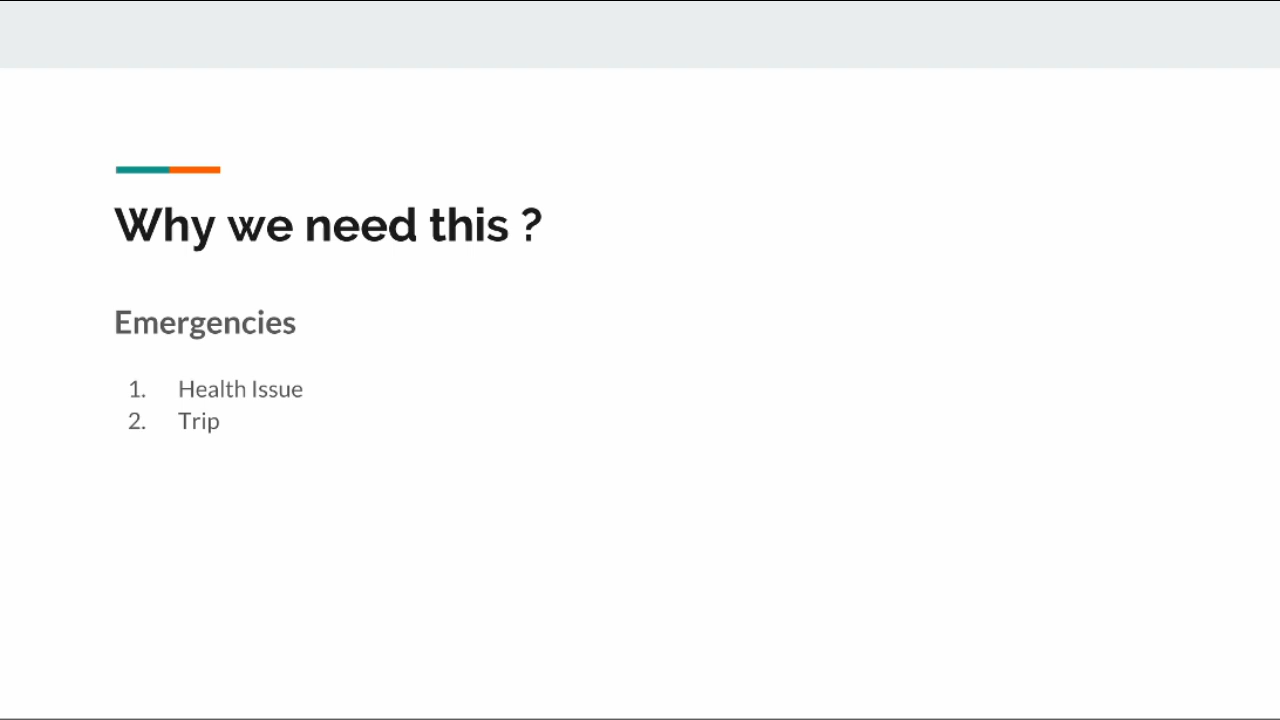 Why we need this ?
Emergencies
1. Health Issue
2. Trip